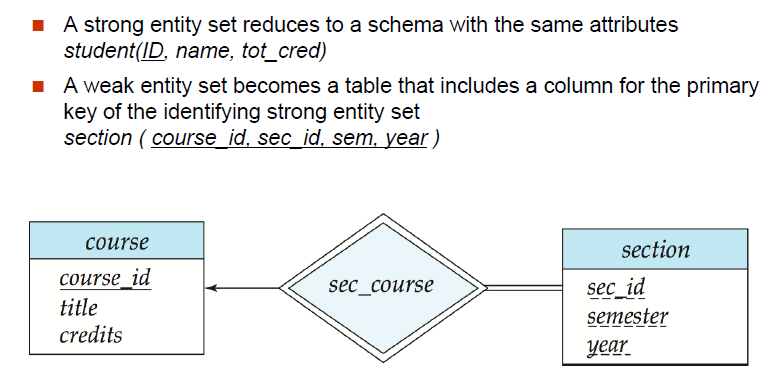 A strong entity set reduces to a schema with the same attributes
student(ID, name, tot_cred)
A weak entity set becomes a table that includes a column for the primary
key of the identifying strong entity set
section ( course_id, sec_id, sem, year )
course
course_id
title
credits
sec_course
section
sec_id
semester
year